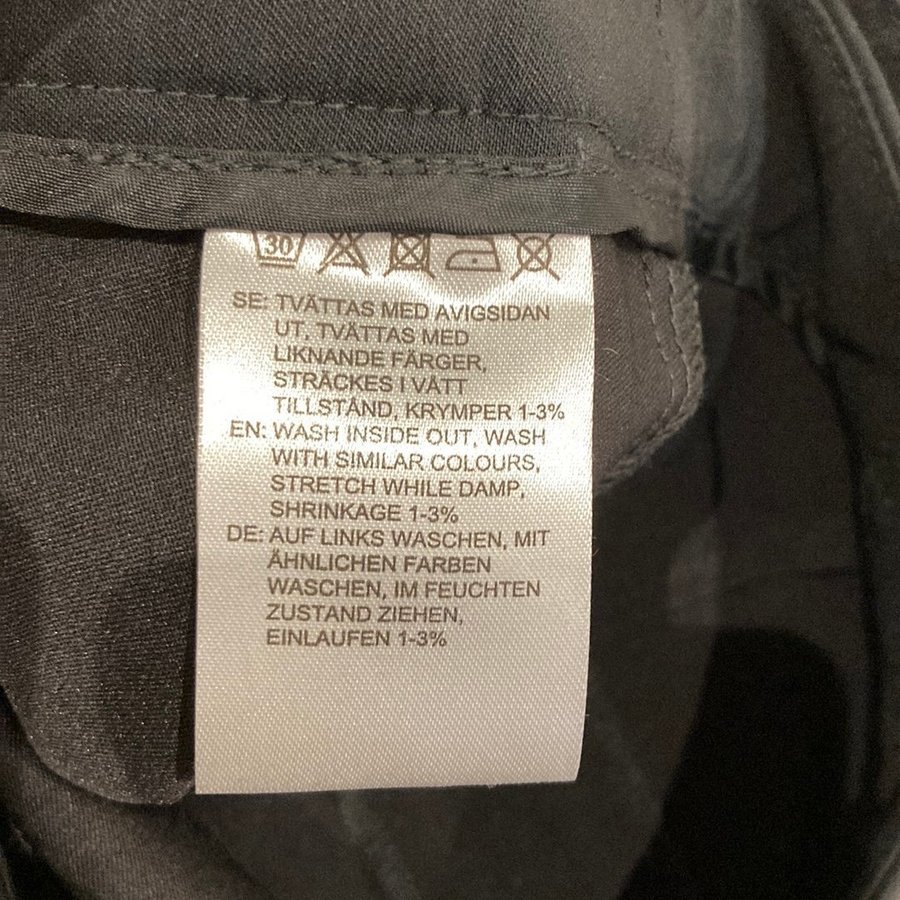 30
SE: TVÄTTAS MED AVIGSIDAN
UT, TVÄTTAS MED
LIKNANDE FÄRGER,
STRÄCKES I VÅTT
TILLSTÅND, KRYMPER 1-3%
EN: WASH INSIDE OUT, WASH
WITH SIMILAR COLOURS,
STRETCH WHILE DAMP,
SHRINKAGE 1-3%
DE: AUF LINKS WASCHEN, MIT
ÄHNLICHEN FARBEN
WASCHEN, IM FEUCHTEN
ZUSTAND ZIEHEN,
EINLAUFEN 1-3%